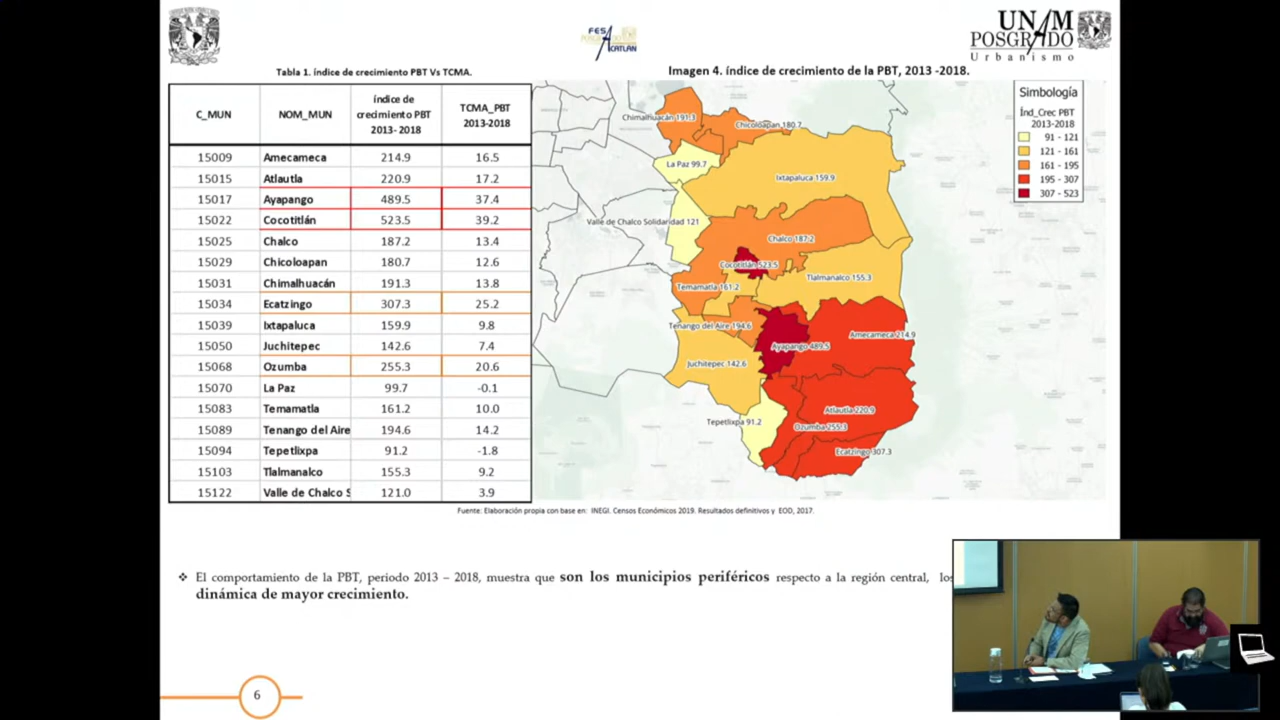 FES
ACATLÁN
UNAM
POSGRADO
Urbanismo
Tabla 1. índice de crecimiento PBT Vs TCMA.
C_MUN NOM_MUN índice de crecimiento PBT 2013- 2018 TCMA_PBT 2013-2018
15009 Amecameca 214.9 16.5
15015 Atlautla 220.9 17.2
15017 Ayapango 489.5 37.4
15022 Cocotitlán 523.5 39.2
15025 Chalco 187.2 13.4
15029 Chicoloapan 180.7 12.6
15031 Chimalhuacán 191.3 13.8
15034 Ecatzingo 307.3 25.2
15039 Ixtapaluca 159.9 9.8
15050 Juchitepec 142.6 7.4
15068 Ozumba 255.3 20.6
15070 La Paz 99.7 -0.1
15083 Temamatla 161.2 10.0
15089 Tenango del Aire 194.6 14.2
15094 Tepetlixpa 91.2 -1.8
15103 Tlalmanalco 155.3 9.2
15122 Valle de Chalco S 121.0 3.9
Imagen 4. índice de crecimiento de la PBT, 2013 -2018.
Chimalhuacán 191.3
Chicoloapan 180.7
La Paz 99.7
Ixtapaluca 159.9
Valle de Chalco Solidaridad 121
Chalco 187.2
Cocotitlán 523.5
Tlalmanalco 155.3
Temamatla 161.2
Tenango del Aire 194.6
Amecameca 214.9
Ayapango 489.5
Juchitepec 142.6
Atlautla 220.9
Tepetlixpa 91.2
Ozumba 255.3
Ecatzingo 307.3
Simbología
Índ_Crec PBT
2013-2018
91 - 121
121 - 161
161 - 195
195 - 307
307 - 523
Fuente: Elaboración propia con base en: INEGI. Censos Económicos 2019. Resultados definitivos y EOD, 2017.
❖ El comportamiento de la PBT, periodo 2013 – 2018, muestra que son los municipios periféricos respecto a la región central, los
dinámica de mayor crecimiento.
6